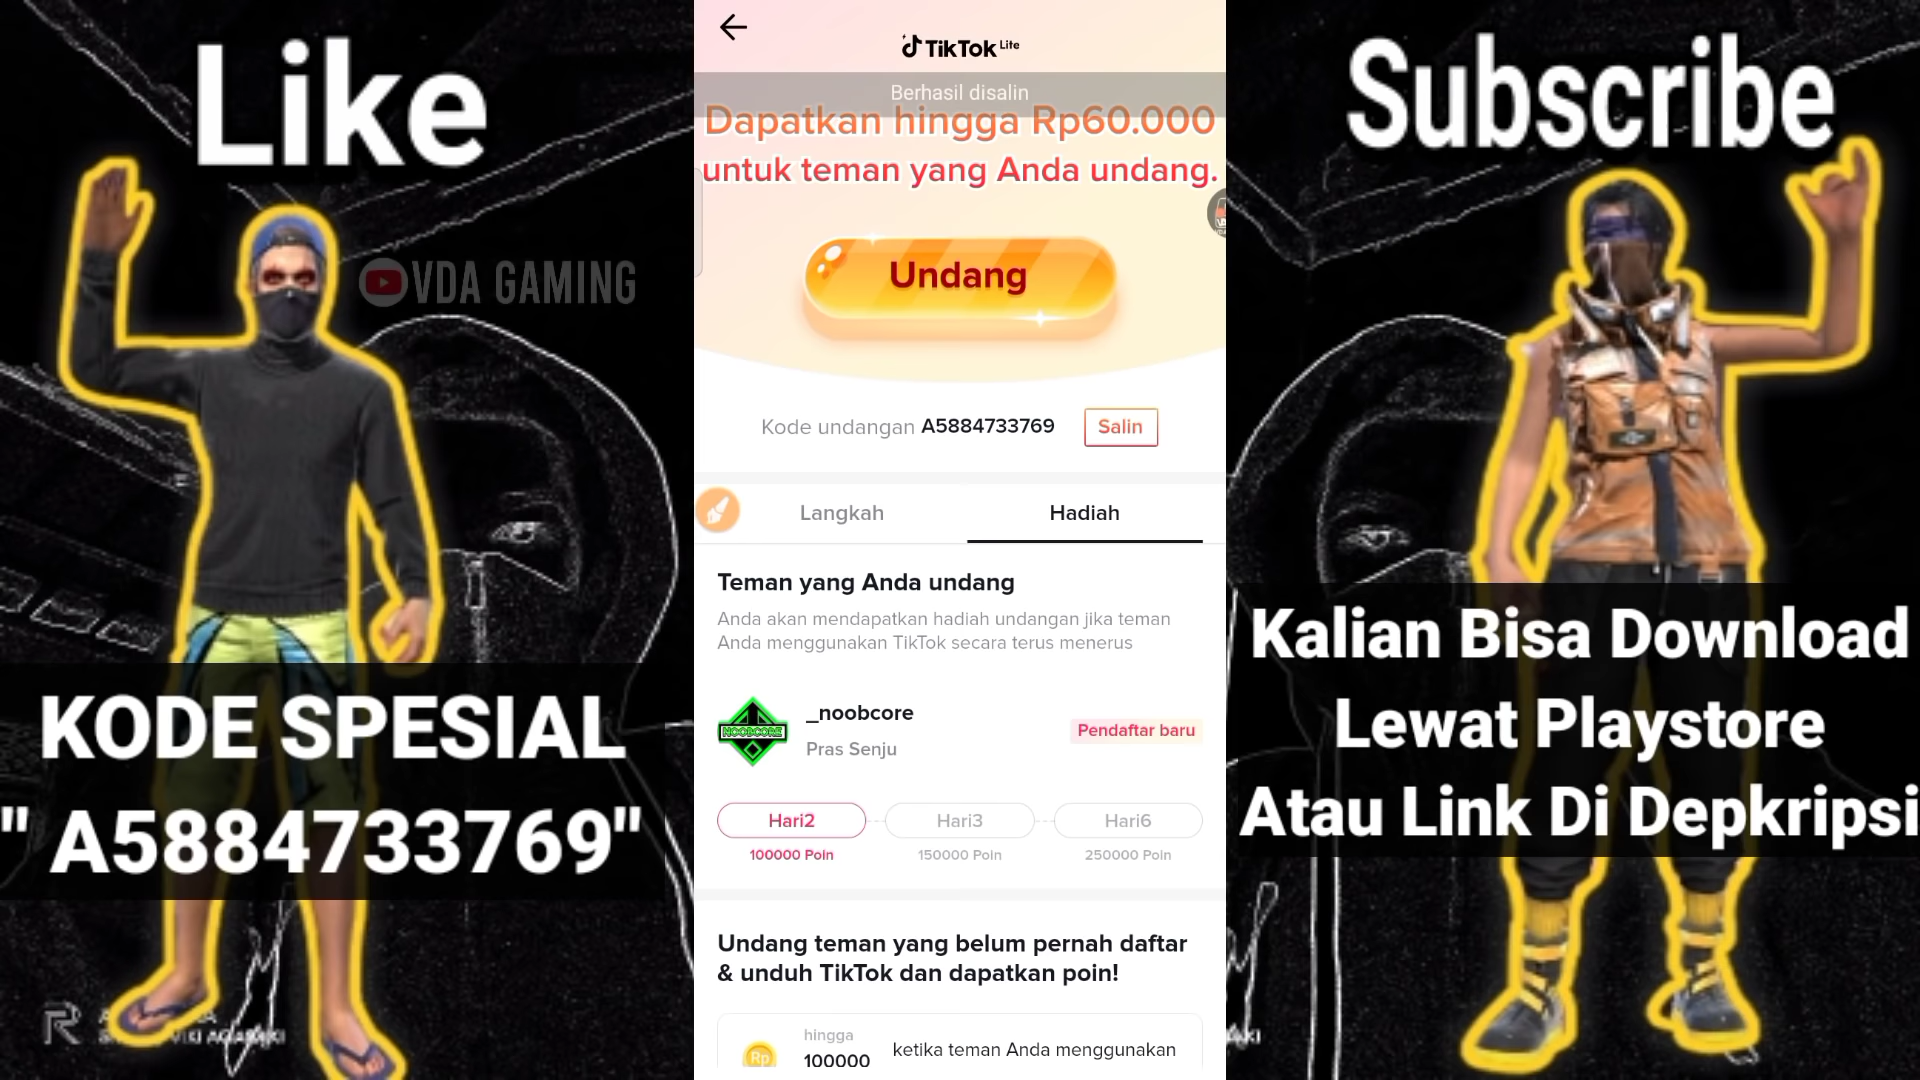 Like
VDA GAMING
KODE SPESIAL
" A5884733769"
TikTok Lite
Berhasil disalin
Dapatkan hingga Rp60.000
untuk teman yang Anda undang.
Undang
Kode undangan A5884733769 Salin
Langkah Hadiah
Teman yang Anda undang
Anda akan mendapatkan hadiah undangan jika teman
Anda menggunakan TikTok secara terus menerus
NOOBCORE
_noobcore
Pras Senju
Pendaftar baru
Hari2 Hari3 Hari6
100000 Poin 150000 Poin 250000 Poin
Undang teman yang belum pernah daftar
& unduh TikTok dan dapatkan poin!
hingga
Rp 100000
ketika teman Anda menggunakan
Subscribe
Kalian Bisa Download
Lewat Playstore
Atau Link Di Depkripsi